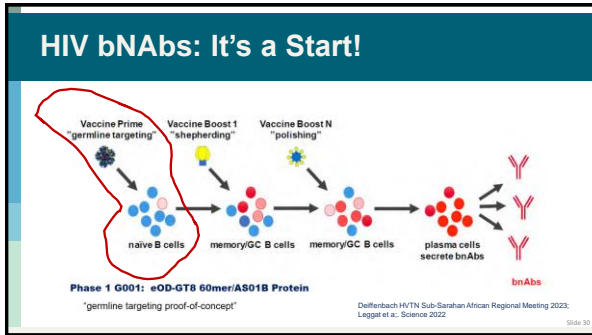 HIV bNAbs: It's a Start!
Vaccine Prime
"germline targeting"
Vaccine Boost 1
"shepherding"
Vaccine Boost N
"polishing"
naïve B cells
memory/GC B cells
memory/GC B cells
plasma cells
secrete bnAbs
bnAbs
Phase 1 G001: eOD-GT8 60mer/AS01B Protein
"germline targeting proof-of-concept"
Deiffenbach HVTN Sub-Sarahan African Regional Meeting 2023;
Leggat et a;. Science 2022
Slide 30